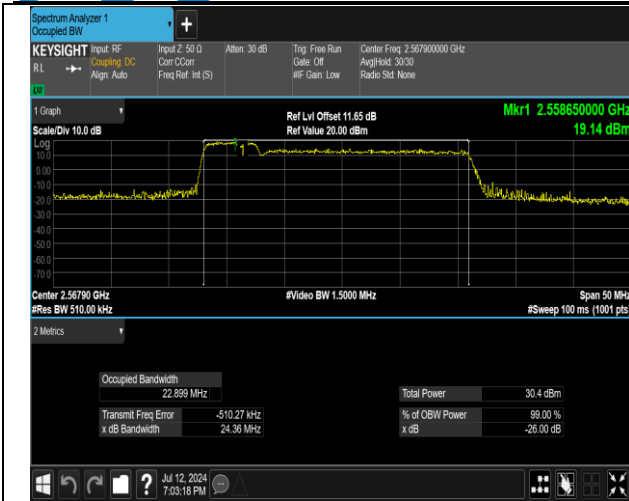 Spectrum Analyzer 1
Occupied BW
+
KEYSIGHT Input: RF Input Z: 50 Ω Atten: 30 dB Trig: Free Run Center Freq: 2.567900000 GHz
RL Coupling: DC Corr CCorr Gate: Off Avg|Hold: 30/30
Align: Auto Freq Ref: Int (S) #IF Gain: Low Radio Std: None
1 Graph Ref Lvl Offset 11.65 dB Mkr1 2.558650000 GHz
Scale/Div 10.0 dB Ref Value 20.00 dBm 19.14 dBm
Log
10.0
0.00
-10.0
-20.0
-30.0
-40.0
-50.0
-60.0
-70.0
1
Center 2.56790 GHz #Video BW 1.5000 MHz Span 50 MHz
#Res BW 510.00 kHz #Sweep 100 ms (1001 pts
2 Metrics
Occupied Bandwidth
22.899 MHz Total Power 30.4 dBm
Transmit Freq Error -510.27 kHz % of OBW Power 99.00 %
x dB Bandwidth 24.36 MHz x dB -26.00 dB
? Jul 12, 2024
7:03:18 PM